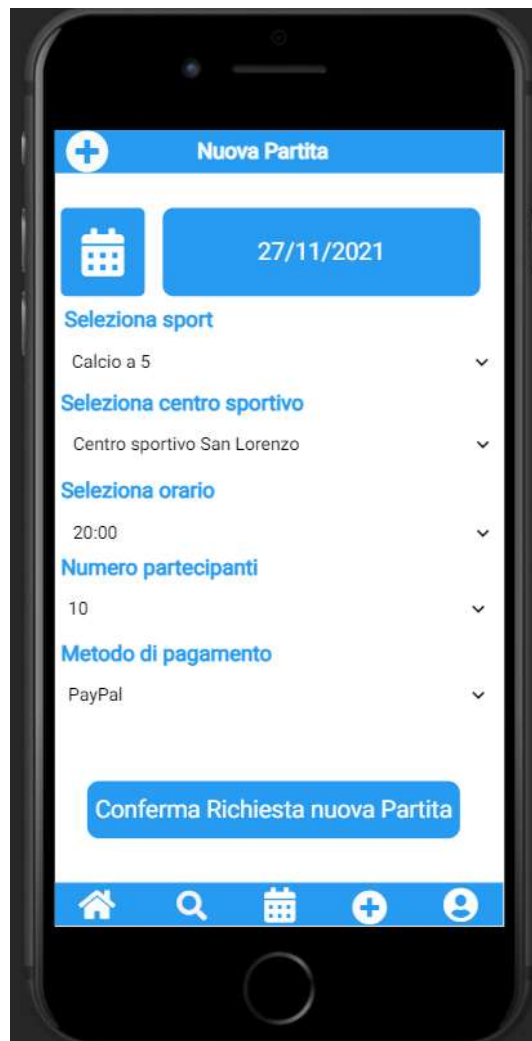 Nuova Partita
27/11/2021
Seleziona sport
Calcio a 5
Seleziona centro sportivo
Centro sportivo San Lorenzo
Seleziona orario
20:00
Numero partecipanti
10
Metodo di pagamento
PayPal
Conferma Richiesta nuova Partita